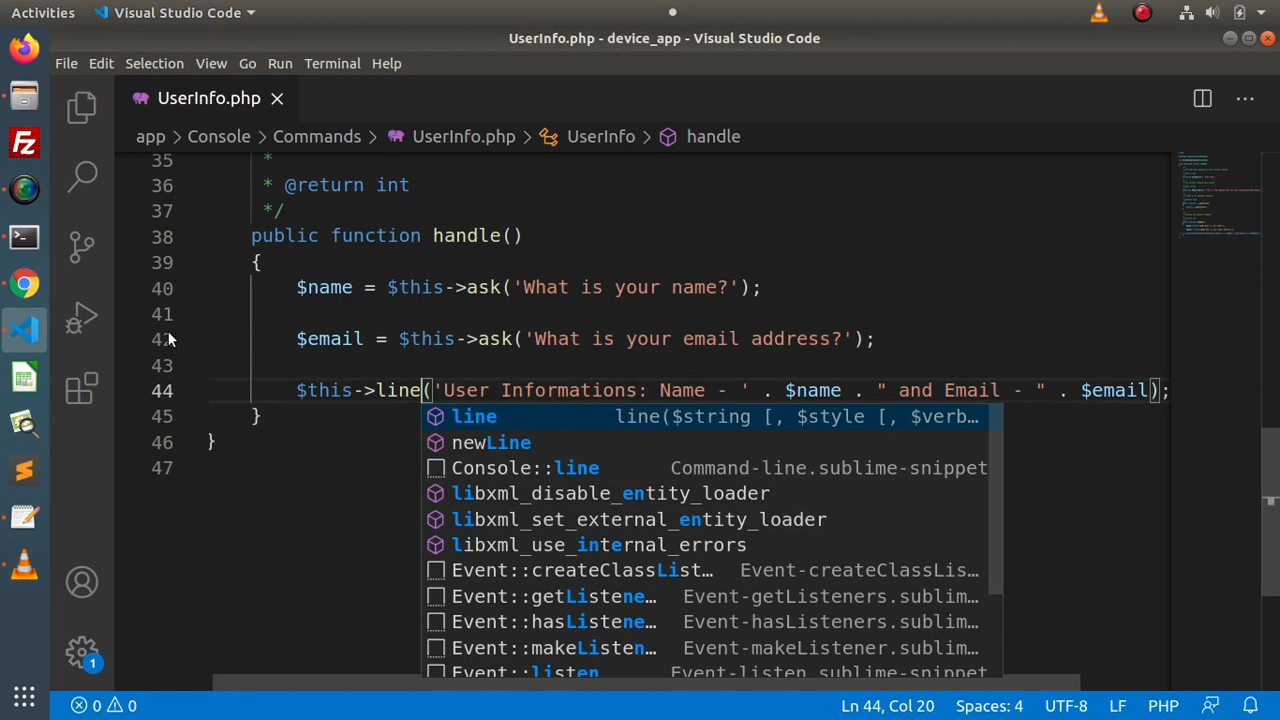 Activities Visual Studio Code
UserInfo.php - device_app - Visual Studio Code
File Edit Selection View Go Run Terminal Help
UserInfo.php
app > Console > Commands > UserInfo.php > UserInfo > handle
35 *
36 * @return int
37 */
38 public function handle()
39 {
40 $name = $this->ask('What is your name?');
41
42 $email = $this->ask('What is your email address?');
43
44 $this->line('User Informations: Name - ' . $name . " and Email - " . $email);
45 }
46 }
47
line line($string [, $style [, $verb…
newLine
Console::line Command-line.sublime-snippet
libxml_disable_entity_loader
libxml_set_external_entity_loader
libxml_use_internal_errors
Event::createClassList… Event-createClassLis…
Event::getListene… Event-getListeners.sublim…
Event::hasListene… Event-hasListeners.sublim…
Event::makeListen… Event-makeListener.sublim…
Event::listen Event-listen.sublime-snippet
1
0 0 Ln 44, Col 20 Spaces: 4 UTF-8 LF PHP